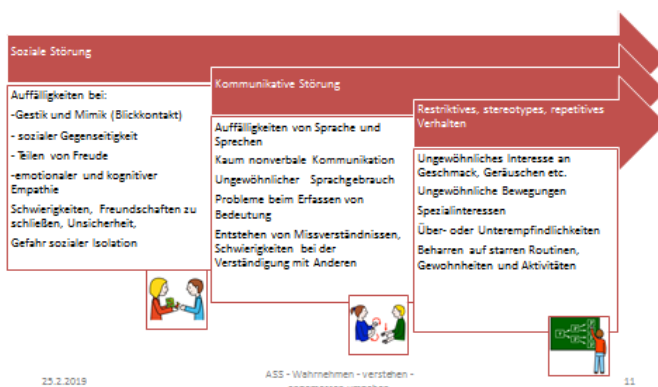 Soziale Störung
Auffälligkeiten bei:
-Gestik und Mimik (Blickkontakt)
- sozialer Gegenseitigkeit
- Teilen von Freude
-emotionaler und kognitiver
Empathie
Schwierigkeiten, Freundschaften zu
schließen, Unsicherheit,
Gefahr sozialer Isolation
Kommunikative Störung
Auffälligkeiten von Sprache und
Sprechen
Kaum nonverbale Kommunikation
Ungewöhnlicher Sprachgebrauch
Probleme beim Erfassen von
Bedeutung
Entstehen von Missverständnissen,
Schwierigkeiten bei der
Verständigung mit Anderen
Restriktives, stereotypes, repetitives
Verhalten
Ungewöhnliches Interesse an
Geschmack, Geräuschen etc.
Ungewöhnliche Bewegungen
Spezialinteressen
Über- oder Unterempfindlichkeiten
Beharren auf starren Routinen,
Gewohnheiten und Aktivitäten
25.2.2019
ASS - Wahrnehmen - verstehen -
11